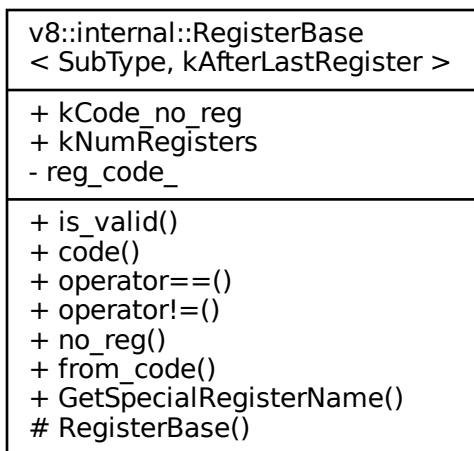 v8::internal::RegisterBase
< SubType, kAfterLastRegister >
+ kCode_no_reg
+ kNumRegisters
- reg_code_
+ is_valid()
+ code()
+ operator==()
+ operator!=()
+ no_reg()
+ from_code()
+ GetSpecialRegisterName()
# RegisterBase()